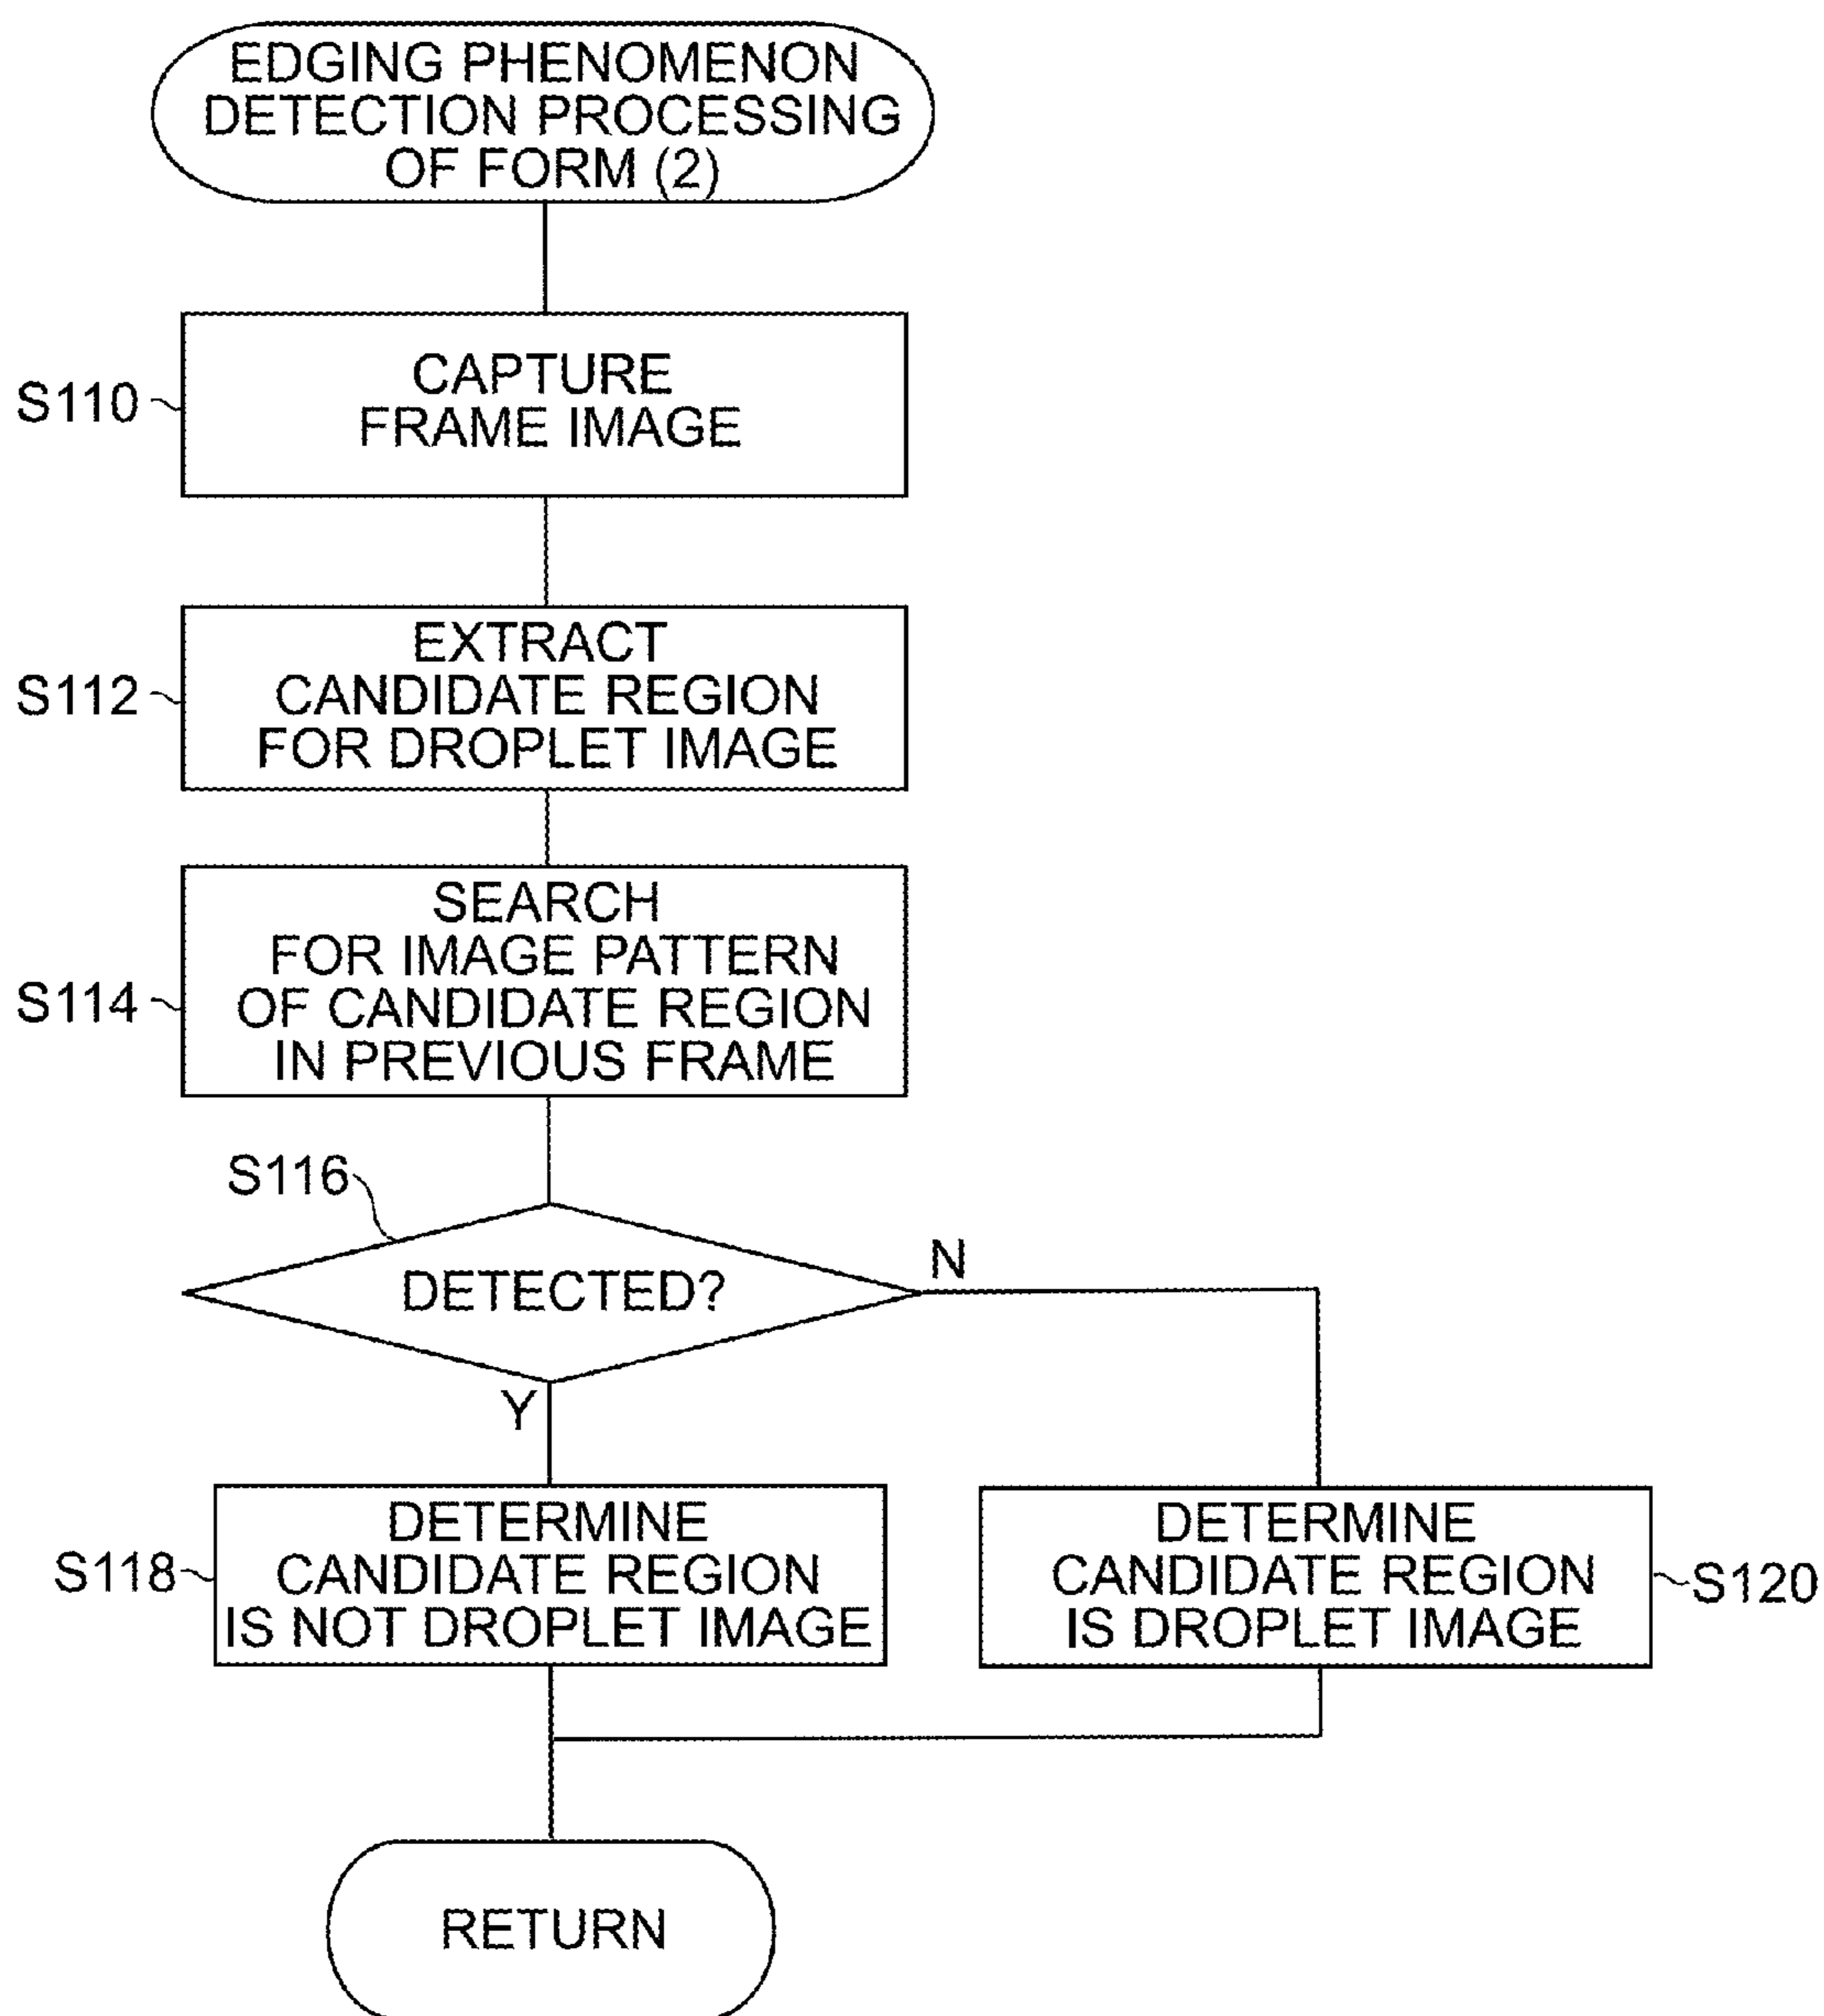 EDGING PHENOMENON
DETECTION PROCESSING
OF FORM (2)
S110
CAPTURE
FRAME IMAGE
S112
EXTRACT
CANDIDATE REGION
FOR DROPLET IMAGE
S114
SEARCH
FOR IMAGE PATTERN
OF CANDIDATE REGION
IN PREVIOUS FRAME
S116
DETECTED?
N
Y
S118
DETERMINE
CANDIDATE REGION
IS NOT DROPLET IMAGE
DETERMINE
CANDIDATE REGION
IS DROPLET IMAGE
S120
RETURN